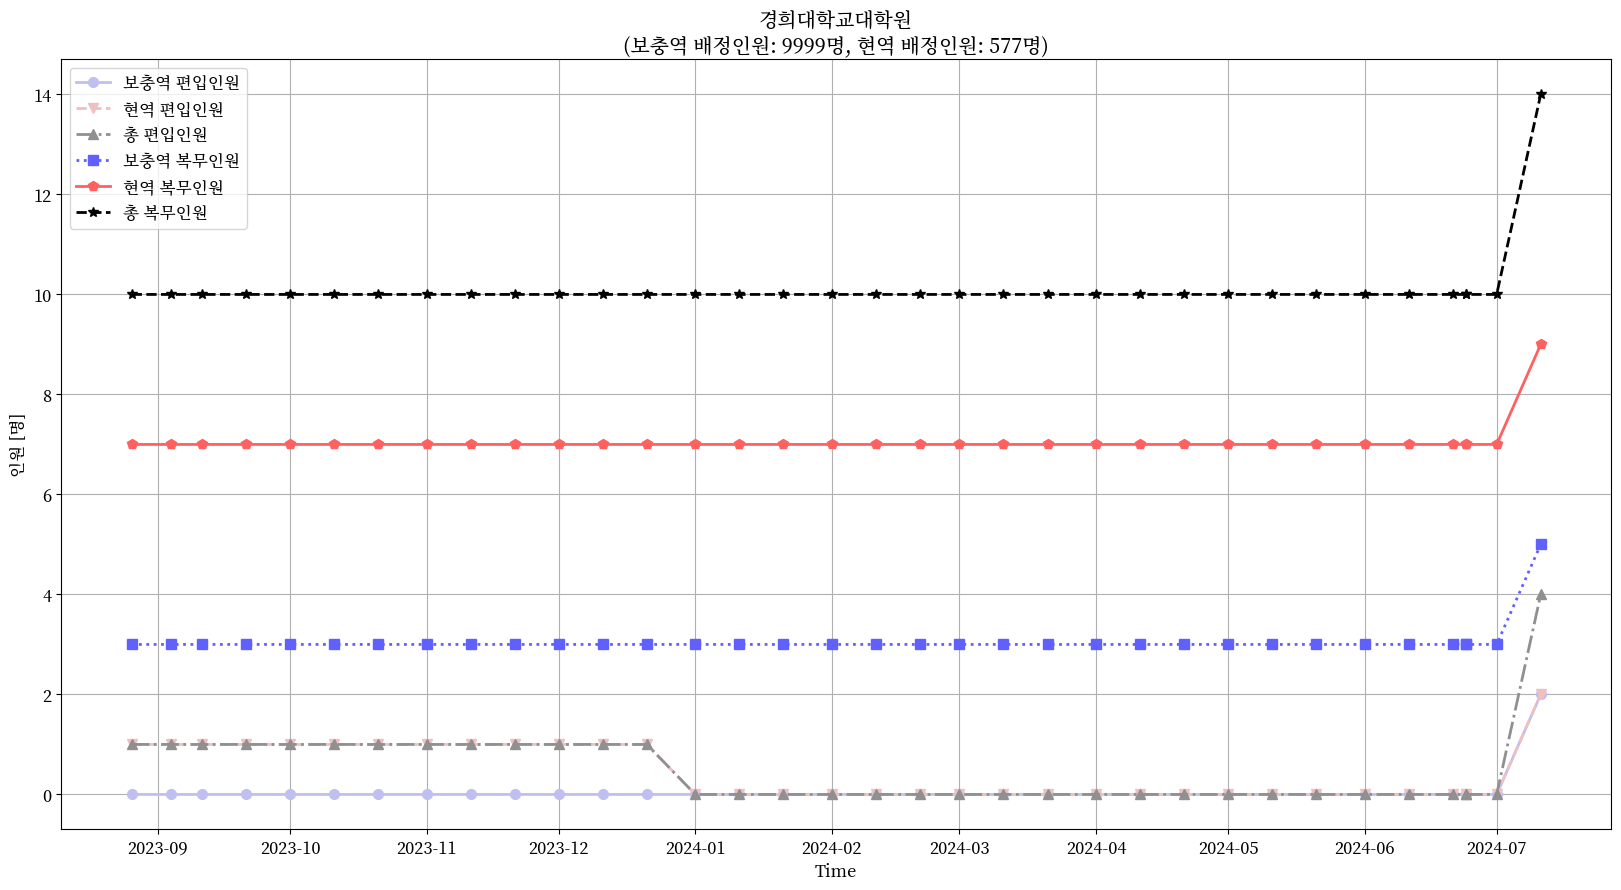 경희대학교대학원
(보충역 배정인원: 9999명, 현역 배정인원: 577명)
보충역 편입인원
현역 편입인원
총 편입인원
보충역 복무인원
현역 복무인원
총 복무인원
14
12
10
8
6
4
2
0
인원 [명]
2023-09 2023-10 2023-11 2023-12 2024-01 2024-02 2024-03 2024-04 2024-05 2024-06 2024-07
Time